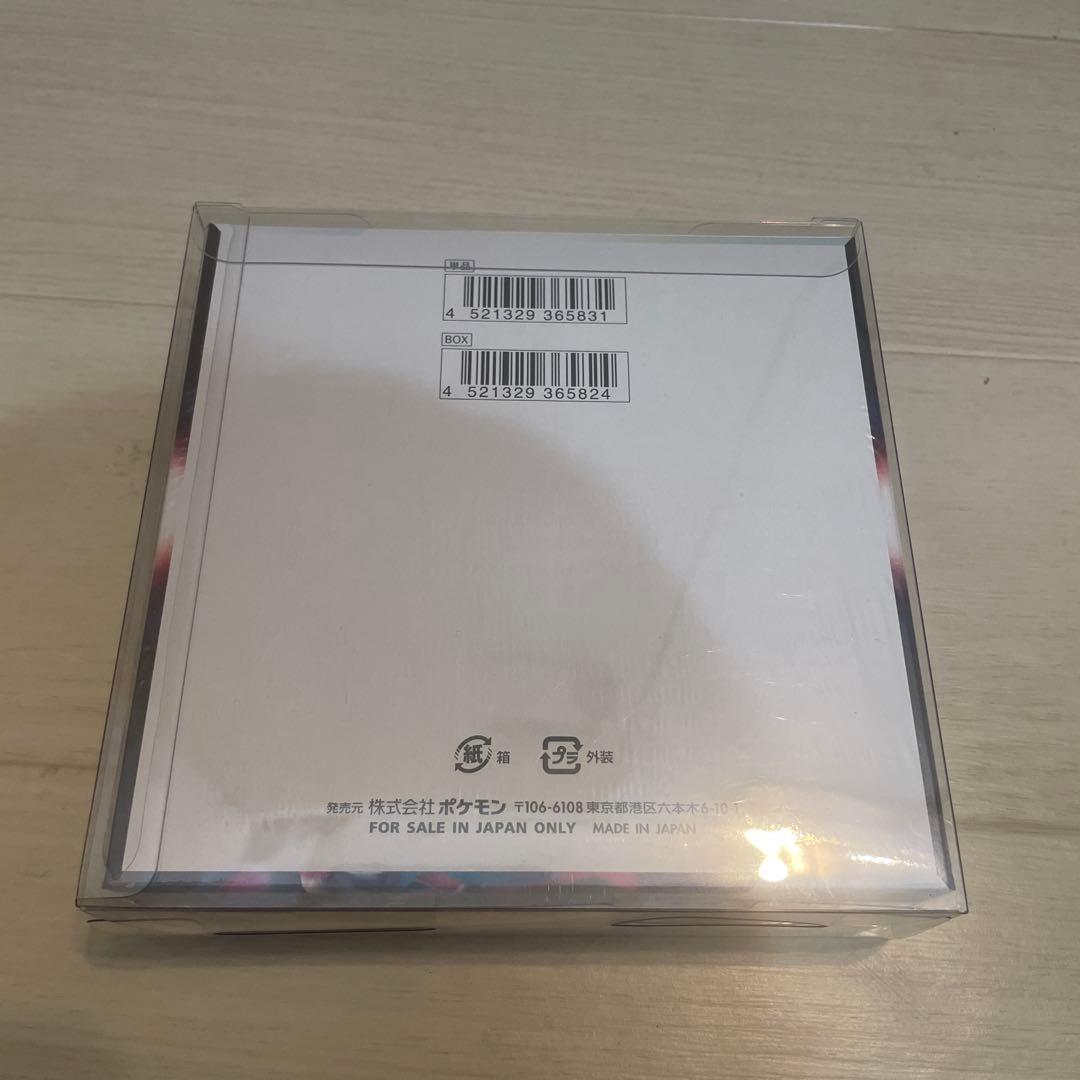 単品
4 521329 365831
BOX
4 521329 365824
紙 箱 プラ 外装
発売元 株式会社 ポケモン 〒106-6108 東京都港区六本木6-10-1
FOR SALE IN JAPAN ONLY MADE IN JAPAN